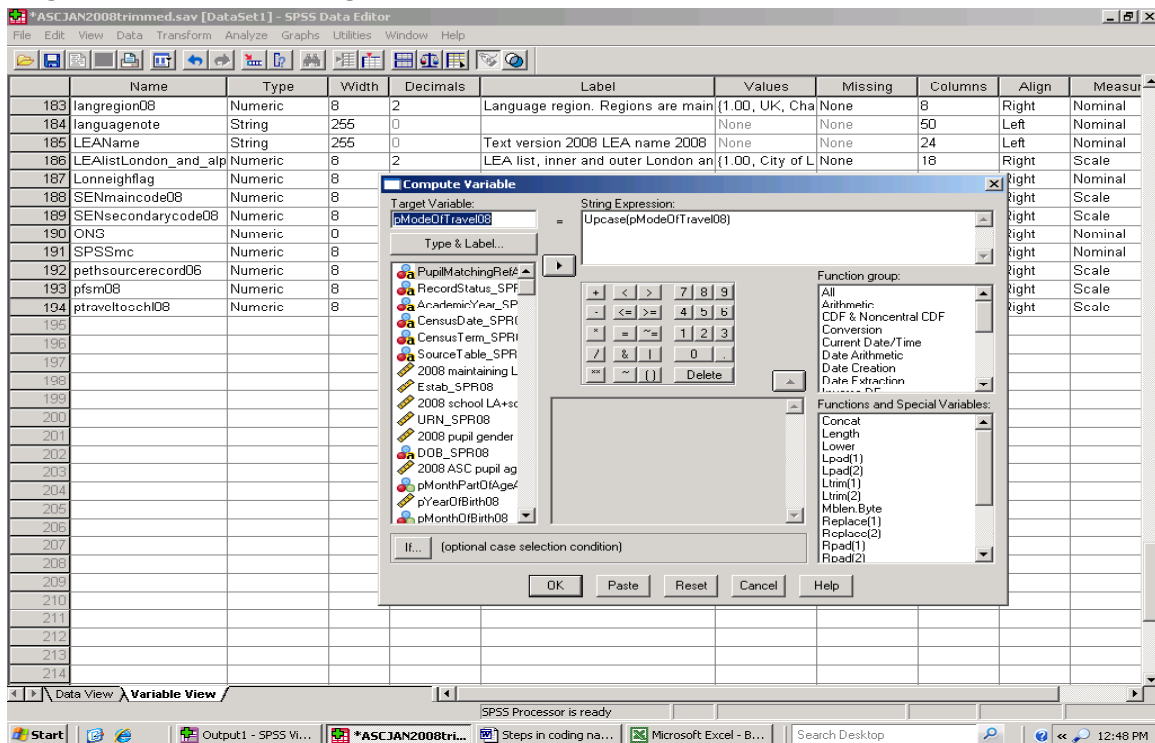 *ASCJAN2008trimmed.sav [DataSet1] - SPSS Data Editor
File Edit View Data Transform Analyze Graphs Utilities Window Help
Name Type Width Decimals Label Values Missing Columns Align Measur
183 langregion08 Numeric 8 2 Language region. Regions are main {1.00, UK, Cha None 8 Right Nominal
184 languagenote String 255 0 None None 50 Left Nominal
185 LEAName String 255 0 Text version 2008 LEA name 2008 None None 24 Left Nominal
186 LEAlistLondon_and_alp Numeric 8 2 LEA list, inner and outer London an {1.00, City of L None 18 Right Scale
187 Lonneighflag Numeric 8 Right Nominal
188 SENmaincode08 Numeric 8 Right Scale
189 SENsecondarycode08 Numeric 8 Right Scale
190 ONS Numeric 0 Right Nominal
191 SPSSmc Numeric 8 Right Nominal
192 pethsourcerecord06 Numeric 8 Right Scale
193 pfsm08 Numeric 8 Right Scale
194 ptraveltoschl08 Numeric 8 Right Scale
195
196
197
198
199
200
201
202
203
204
205
206
207
208
209
210
211
212
213
214
Compute Variable
Target Variable: String Expression:
pModeOfTravel08 = Upcase(pModeOfTravel08)
Type & Label...
PupilMatchingRefA
RecordStatus_SPR
AcademicYear_SP
CensusDate_SPR(
CensusTerm_SPR
SourceTable_SPR
2008 maintaining L
Estab_SPR08
2008 school LA+sc
URN_SPR08
2008 pupil gender
DOB_SPR08
2008 ASC pupil ag
pMonthPartOfAgeA
pYearOfBirth08
pMonthOfBirth08
+ < > 7 8 9
- <= >= 4 5 6
* = ~= 1 2 3
/ & | 0 .
** ~ () Delete
Function group:
All
Arithmetic
CDF & Noncentral CDF
Conversion
Current Date/Time
Date Arithmetic
Date Creation
Date Extraction
Functions and Special Variables:
Concat
Length
Lower
Lpad(1)
Lpad(2)
Ltrim(1)
Ltrim(2)
Mblen.Byte
Replace(1)
Replace(2)
Rpad(1)
Rpad(2)
If... (optional case selection condition)
OK Paste Reset Cancel Help
Data View Variable View
SPSS Processor is ready
Start Output1 - SPSS Vi... *ASCJAN2008tri... Steps in coding na... Microsoft Excel - B... Search Desktop 12:48 PM